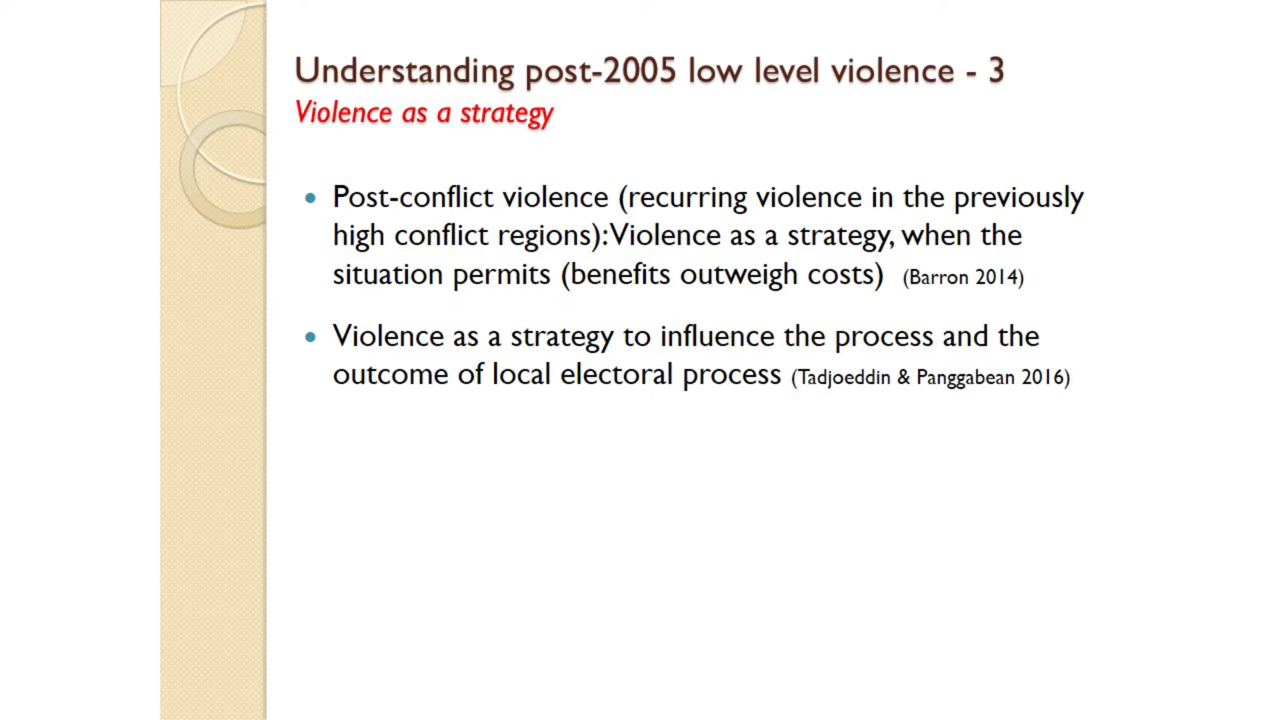 Understanding post-2005 low level violence - 3
Violence as a strategy
• Post-conflict violence (recurring violence in the previously
high conflict regions):Violence as a strategy, when the
situation permits (benefits outweigh costs) (Barron 2014)
• Violence as a strategy to influence the process and the
outcome of local electoral process (Tadjoeddin & Panggabean 2016)